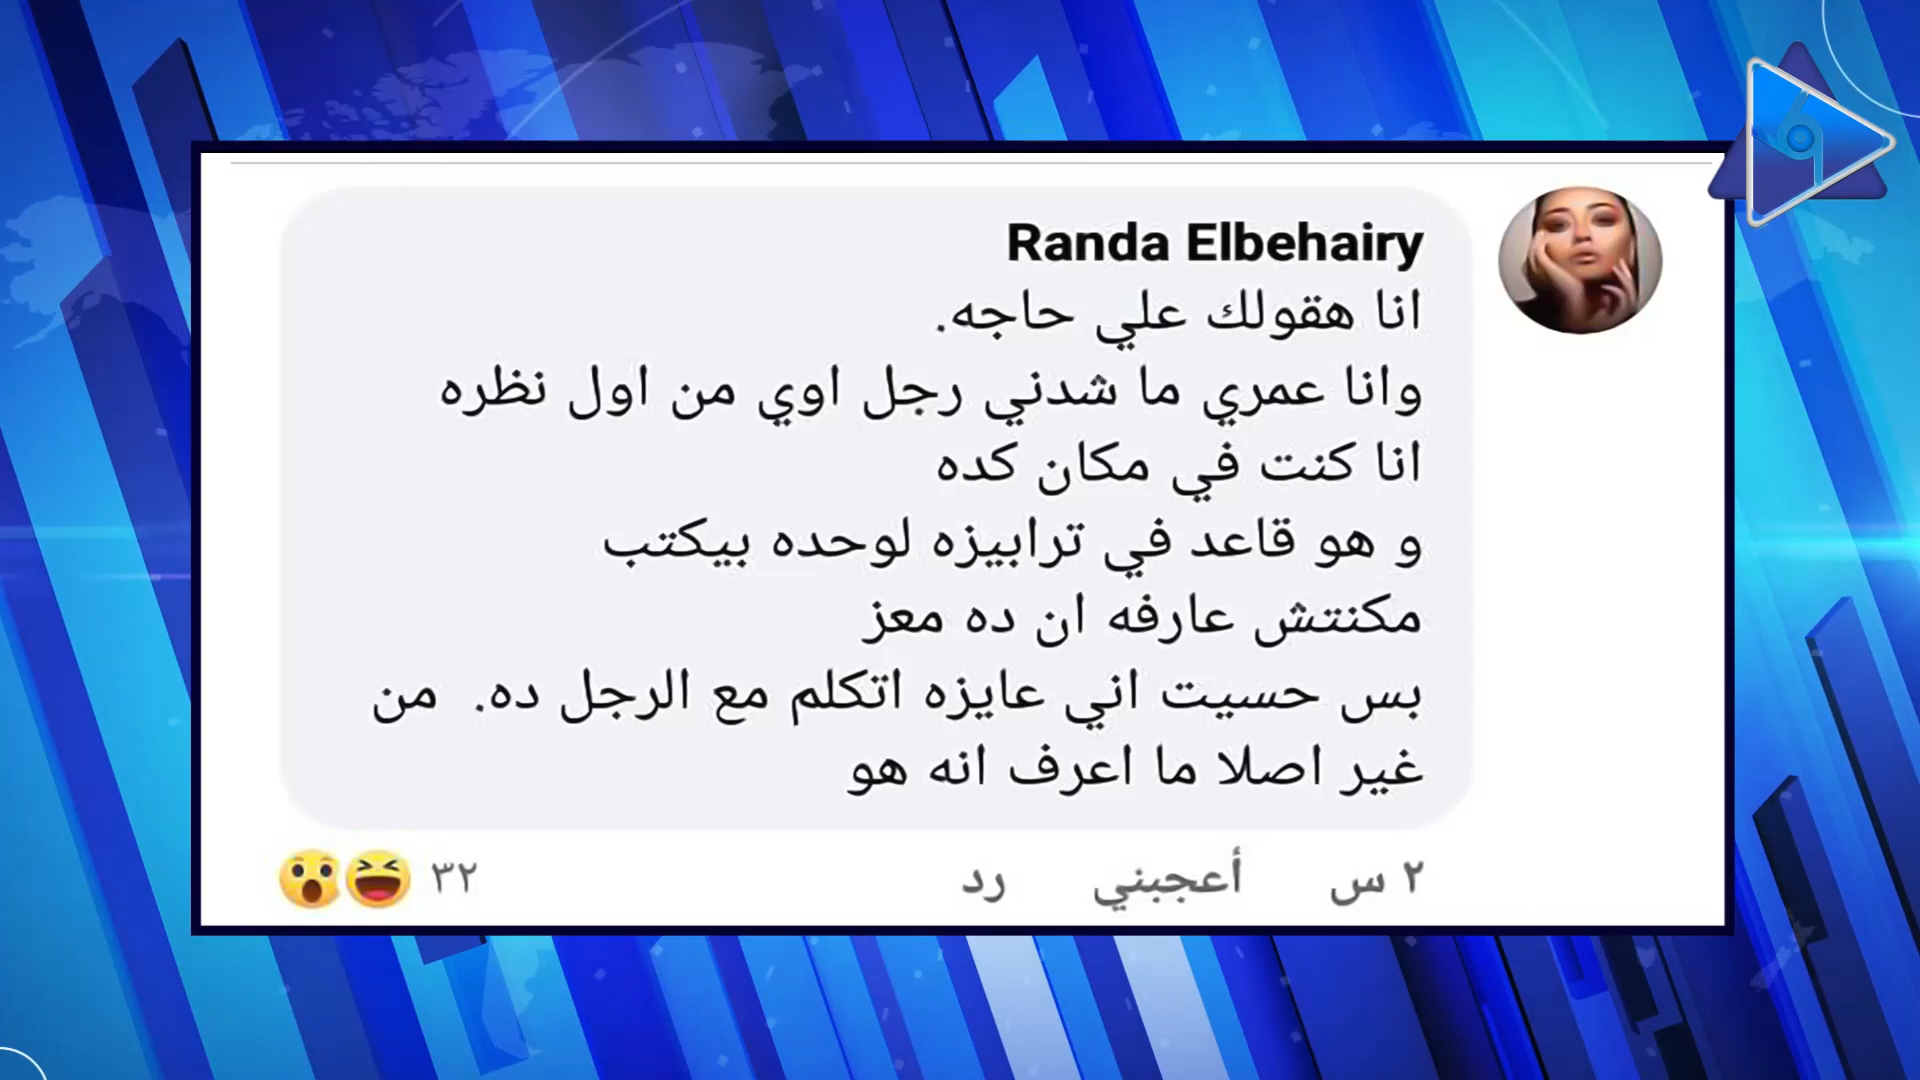 Randa Elbehairy
انا هقولك علي حاجه.
وانا عمري ما شدني رجل اوي من اول نظره
انا كنت في مكان كده
و هو قاعد في ترابيزه لوحده بيكتب
مكنتش عارفه ان ده معز
بس حسيت اني عايزه اتكلم مع الرجل ده. من
غير اصلا ما اعرف انه هو
٢ س أعجبني رد ٣٢